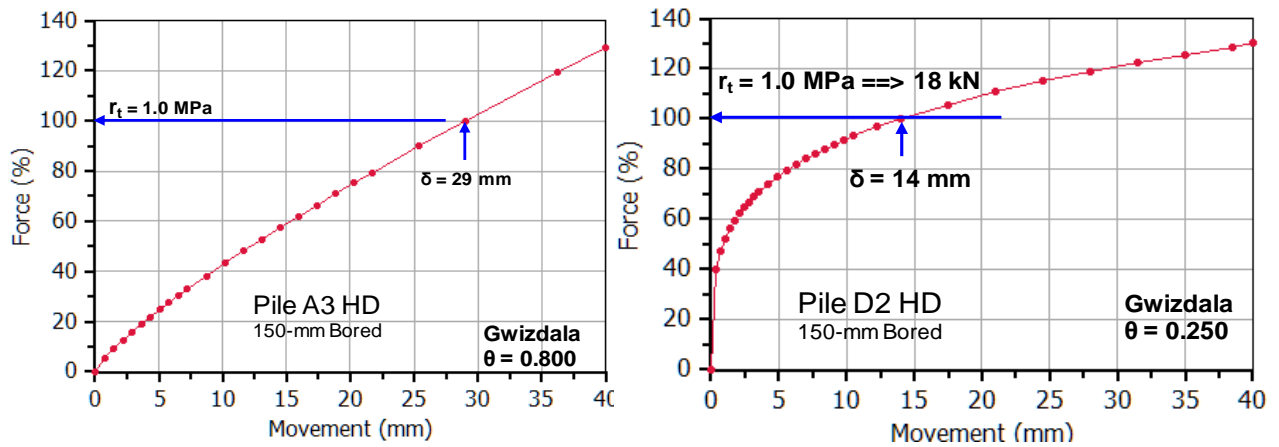 140
120
100
80
60
40
20
0
Force (%)
rₜ = 1.0 MPa
δ = 29 mm
Pile A3 HD
150-mm Bored
Gwizdala
θ = 0.800
0 5 10 15 20 25 30 35 40
Movement (mm)
140
120
100
80
60
40
20
0
Force (%)
rₜ = 1.0 MPa ==> 18 kN
δ = 14 mm
Pile D2 HD
150-mm Bored
Gwizdala
θ = 0.250
0 5 10 15 20 25 30 35 40
Movement (mm)